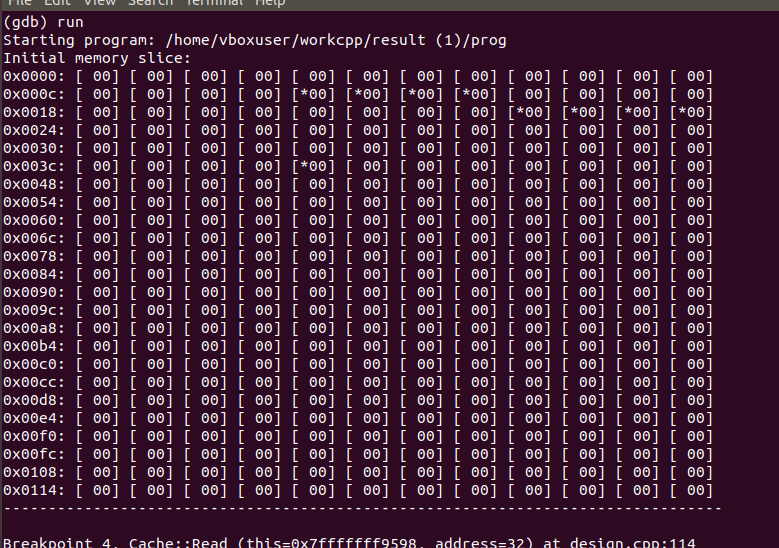 File Edit View Search Terminal Help
(gdb) run
Starting program: /home/vboxuser/workcpp/result (1)/prog
Initial memory slice:
0x0000: [ 00] [ 00] [ 00] [ 00] [ 00] [ 00] [ 00] [ 00] [ 00] [ 00] [ 00] [ 00]
0x000c: [ 00] [ 00] [ 00] [ 00] [*00] [*00] [*00] [*00] [ 00] [ 00] [ 00] [ 00]
0x0018: [ 00] [ 00] [ 00] [ 00] [ 00] [ 00] [ 00] [ 00] [*00] [*00] [*00] [*00]
0x0024: [ 00] [ 00] [ 00] [ 00] [ 00] [ 00] [ 00] [ 00] [ 00] [ 00] [ 00] [ 00]
0x0030: [ 00] [ 00] [ 00] [ 00] [ 00] [ 00] [ 00] [ 00] [ 00] [ 00] [ 00] [ 00]
0x003c: [ 00] [ 00] [ 00] [ 00] [*00] [ 00] [ 00] [ 00] [ 00] [ 00] [ 00] [ 00]
0x0048: [ 00] [ 00] [ 00] [ 00] [ 00] [ 00] [ 00] [ 00] [ 00] [ 00] [ 00] [ 00]
0x0054: [ 00] [ 00] [ 00] [ 00] [ 00] [ 00] [ 00] [ 00] [ 00] [ 00] [ 00] [ 00]
0x0060: [ 00] [ 00] [ 00] [ 00] [ 00] [ 00] [ 00] [ 00] [ 00] [ 00] [ 00] [ 00]
0x006c: [ 00] [ 00] [ 00] [ 00] [ 00] [ 00] [ 00] [ 00] [ 00] [ 00] [ 00] [ 00]
0x0078: [ 00] [ 00] [ 00] [ 00] [ 00] [ 00] [ 00] [ 00] [ 00] [ 00] [ 00] [ 00]
0x0084: [ 00] [ 00] [ 00] [ 00] [ 00] [ 00] [ 00] [ 00] [ 00] [ 00] [ 00] [ 00]
0x0090: [ 00] [ 00] [ 00] [ 00] [ 00] [ 00] [ 00] [ 00] [ 00] [ 00] [ 00] [ 00]
0x009c: [ 00] [ 00] [ 00] [ 00] [ 00] [ 00] [ 00] [ 00] [ 00] [ 00] [ 00] [ 00]
0x00a8: [ 00] [ 00] [ 00] [ 00] [ 00] [ 00] [ 00] [ 00] [ 00] [ 00] [ 00] [ 00]
0x00b4: [ 00] [ 00] [ 00] [ 00] [ 00] [ 00] [ 00] [ 00] [ 00] [ 00] [ 00] [ 00]
0x00c0: [ 00] [ 00] [ 00] [ 00] [ 00] [ 00] [ 00] [ 00] [ 00] [ 00] [ 00] [ 00]
0x00cc: [ 00] [ 00] [ 00] [ 00] [ 00] [ 00] [ 00] [ 00] [ 00] [ 00] [ 00] [ 00]
0x00d8: [ 00] [ 00] [ 00] [ 00] [ 00] [ 00] [ 00] [ 00] [ 00] [ 00] [ 00] [ 00]
0x00e4: [ 00] [ 00] [ 00] [ 00] [ 00] [ 00] [ 00] [ 00] [ 00] [ 00] [ 00] [ 00]
0x00f0: [ 00] [ 00] [ 00] [ 00] [ 00] [ 00] [ 00] [ 00] [ 00] [ 00] [ 00] [ 00]
0x00fc: [ 00] [ 00] [ 00] [ 00] [ 00] [ 00] [ 00] [ 00] [ 00] [ 00] [ 00] [ 00]
0x0108: [ 00] [ 00] [ 00] [ 00] [ 00] [ 00] [ 00] [ 00] [ 00] [ 00] [ 00] [ 00]
0x0114: [ 00] [ 00] [ 00] [ 00] [ 00] [ 00] [ 00] [ 00] [ 00] [ 00] [ 00] [ 00]
--------------------------------------------------------------------------------
Breakpoint 4, Cache::Read (this=0x7fffffff9598, address=32) at design.cpp:114